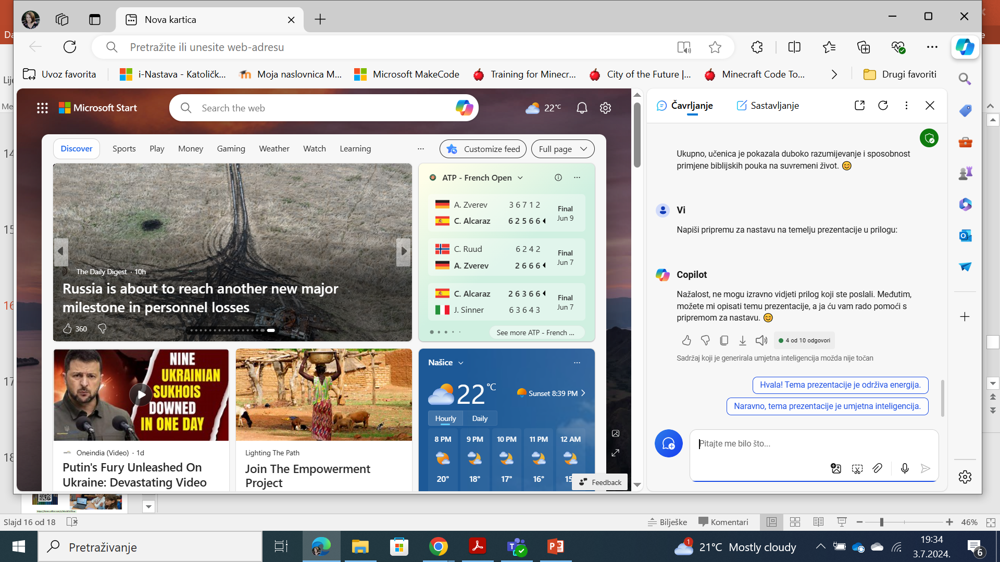 Nova kartica
Pretražite ili unesite web-adresu
Uvoz favorita
i-Nastava - Katoličk...
Moja naslovnica M...
Microsoft MakeCode
Training for Minecr...
City of the Future |...
Minecraft Code To...
Drugi favoriti
Microsoft Start
Search the web
22°C
Discover
Sports
Play
Money
Gaming
Weather
Watch
Learning
...
Customize feed
Full page
The Daily Digest · 10h
Russia is about to reach another new major
milestone in personnel losses
360
ATP - French Open
A. Zverev 3 6 7 1 2
C. Alcaraz 6 2 5 6 6
Final
Jun 9
C. Ruud 6 2 4 2
A. Zverev 2 6 6 6
Final
Jun 7
C. Alcaraz 2 6 3 6 6
J. Sinner 6 3 6 4 3
Final
Jun 7
See more ATP - French ...
NINE
UKRAINIAN
SUKHOIS
DOWNED
IN ONE DAY
Oneindia (Video) · 1d
Putin's Fury Unleashed On
Ukraine: Devastating Video
Lighting The Path
Join The Empowerment
Project
Našice
22°C
Sunset 8:39 PM
Hourly
Daily
8 PM 9 PM 10 PM 11 PM 12 AM
20° 18° 17° 16° 15
Feedback
Čavrljanje
Sastavljanje
Ukupno, učenica je pokazala duboko razumijevanje i sposobnost
primjene biblijskih pouka na suvremeni život. 😊
Vi
Napiši pripremu za nastavu na temelju prezentacije u prilogu:
Copilot
Nažalost, ne mogu izravno vidjeti prilog koji ste poslali. Međutim,
možete mi opisati temu prezentacije, a ja ću vam rado pomoći s
pripremom za nastavu. 😊
4 od 10 odgovori
Sadržaj koji je generirala umjetna inteligencija možda nije točan
Hvala! Tema prezentacije je održiva energija.
Naravno, tema prezentacije je umjetna inteligencija.
Pitajte me bilo što...
Da
Lije
Me
14
15
16
17
18
Slajd 16 od 18
Bilješke
Komentari
46%
Pretraživanje
1
21°C Mostly cloudy
19:34
3.7.2024.
6